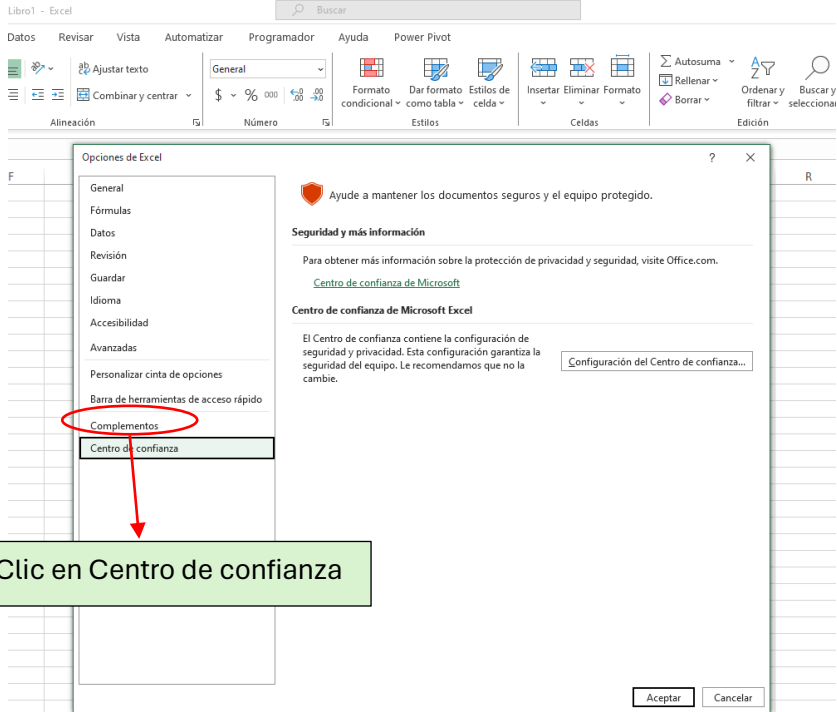 Libro1 - Excel
Buscar
Datos Revisar Vista Automatizar Programador Ayuda Power Pivot
Ajustar texto
General
Combinar y centrar
$ % 000
Formato condicional
Dar formato como tabla
Estilos de celda
Insertar Eliminar Formato
Autosuma
Rellenar
Borrar
Ordenar y filtrar
Buscar y seleccionar
Alineación Número Estilos Celdas Edición
F R
Opciones de Excel ? X
General
Fórmulas
Datos
Revisión
Guardar
Idioma
Accesibilidad
Avanzadas
Personalizar cinta de opciones
Barra de herramientas de acceso rápido
Complementos
Centro de confianza
Ayude a mantener los documentos seguros y el equipo protegido.
Seguridad y más información
Para obtener más información sobre la protección de privacidad y seguridad, visite Office.com.
Centro de confianza de Microsoft
Centro de confianza de Microsoft Excel
El Centro de confianza contiene la configuración de
seguridad y privacidad. Esta configuración garantiza la
seguridad del equipo. Le recomendamos que no la
cambie.
Configuración del Centro de confianza...
Clic en Centro de confianza
Aceptar Cancelar